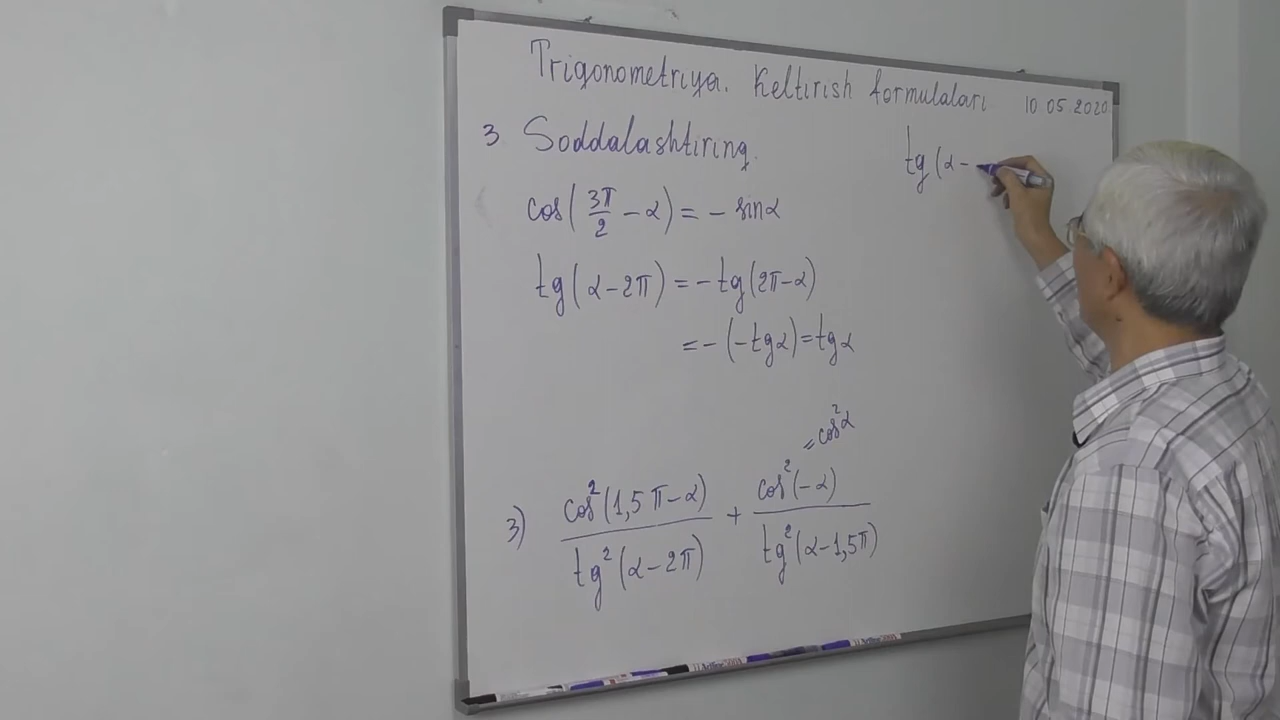 Trigonometriya. Keltirish formulalari 10 05.2020
3 Soddalashtiring.
tg(α-
cos(3π/2 - α) = - sinα
tg(α-2π) = -tg(2π-α)
= -(-tgα) = tgα
= cos²α
3) cos²(1,5π-α)/tg²(α-2π) + cos²(-α)/tg²(α-1,5π)